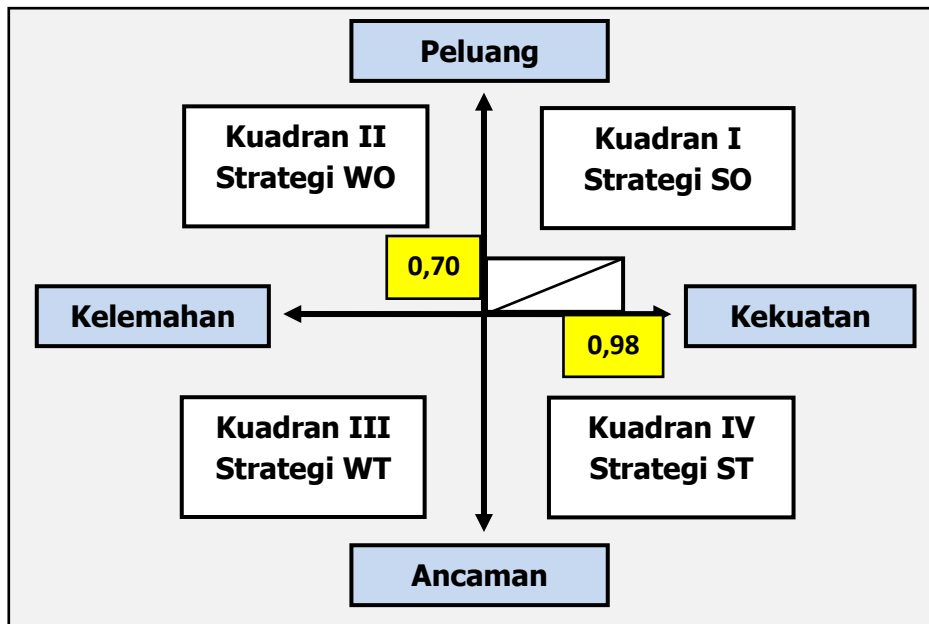 Peluang
Kuadran II
Strategi WO
Kuadran I
Strategi SO
0,70
Kelemahan
Kekuatan
0,98
Kuadran III
Strategi WT
Kuadran IV
Strategi ST
Ancaman